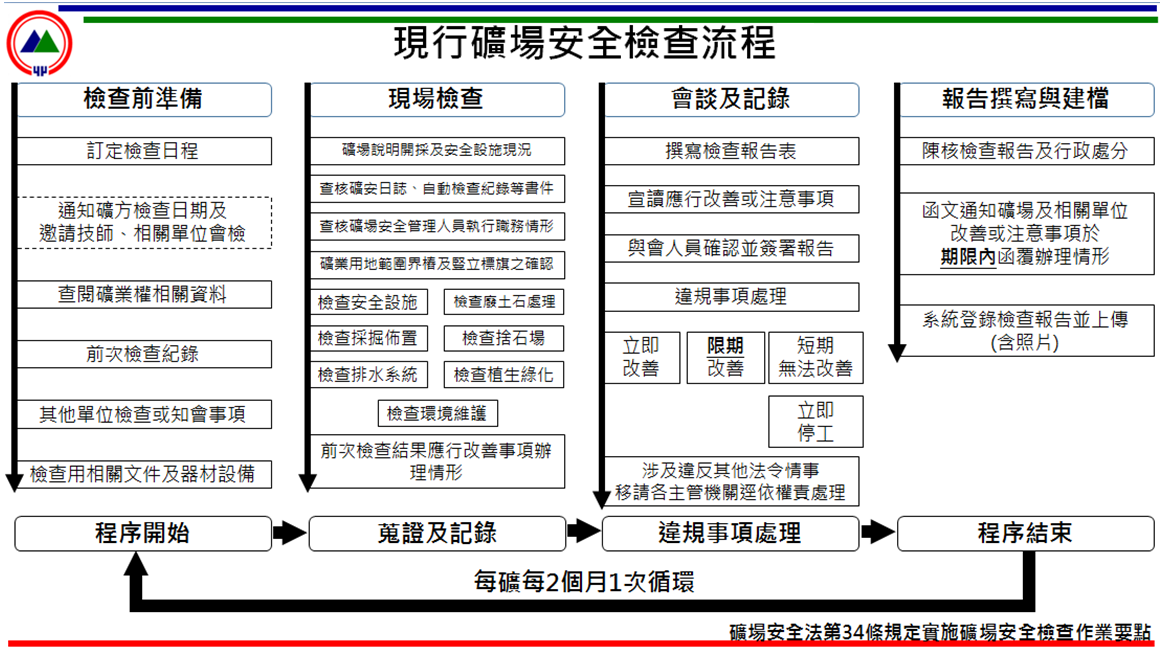 現行礦場安全檢查流程
檢查前準備
訂定檢查日程
通知礦方檢查日期及
邀請技師、相關單位會檢
查閱礦業權相關資料
前次檢查紀錄
其他單位檢查或知會事項
檢查用相關文件及器材設備
程序開始
現場檢查
礦場說明開採及安全設施現況
查核礦安日誌、自動檢查紀錄等書件
查核礦場安全管理人員執行職務情形
礦業用地範圍界樁及豎立標旗之確認
檢查安全設施
檢查廢土石處理
檢查採掘佈置
檢查捨石場
檢查排水系統
檢查植生綠化
檢查環境維護
前次檢查結果應行改善事項辦
理情形
蒐證及記錄
會談及記錄
撰寫檢查報告表
宣讀應行改善或注意事項
與會人員確認並簽署報告
違規事項處理
立即
改善
限期
改善
短期
無法改善
立即
停工
涉及違反其他法令情事
移請各主管機關逕依權責處理
違規事項處理
報告撰寫與建檔
陳核檢查報告及行政處分
函文通知礦場及相關單位
改善或注意事項於
期限內函覆辦理情形
系統登錄檢查報告並上傳
(含照片)
程序結束
每礦每2個月1次循環
礦場安全法第34條規定實施礦場安全檢查作業要點